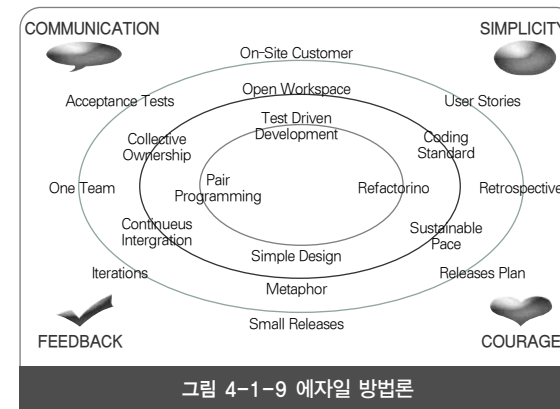 COMMUNICATION
SIMPLICITY
On-Site Customer
Acceptance Tests
Open Workspace
User Stories
Test Driven
Development
Collective
Ownership
Coding
Standard
One Team
Pair
Programming
Refactorino
Retrospective
Continueus
Intergration
Sustainable
Pace
Simple Design
Iterations
Releases Plan
Metaphor
Small Releases
FEEDBACK
COURAGE
그림 4-1-9 에자일 방법론